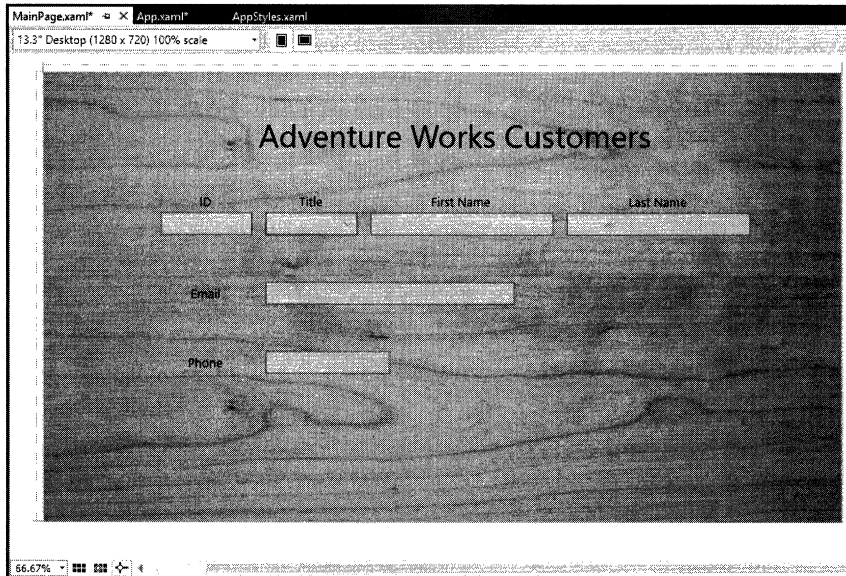 MainPage.xaml* App.xaml* AppStyles.xaml
13.3" Desktop (1280 x 720) 100% scale
Adventure Works Customers
ID Title First Name Last Name
Email
Phone
66.67%